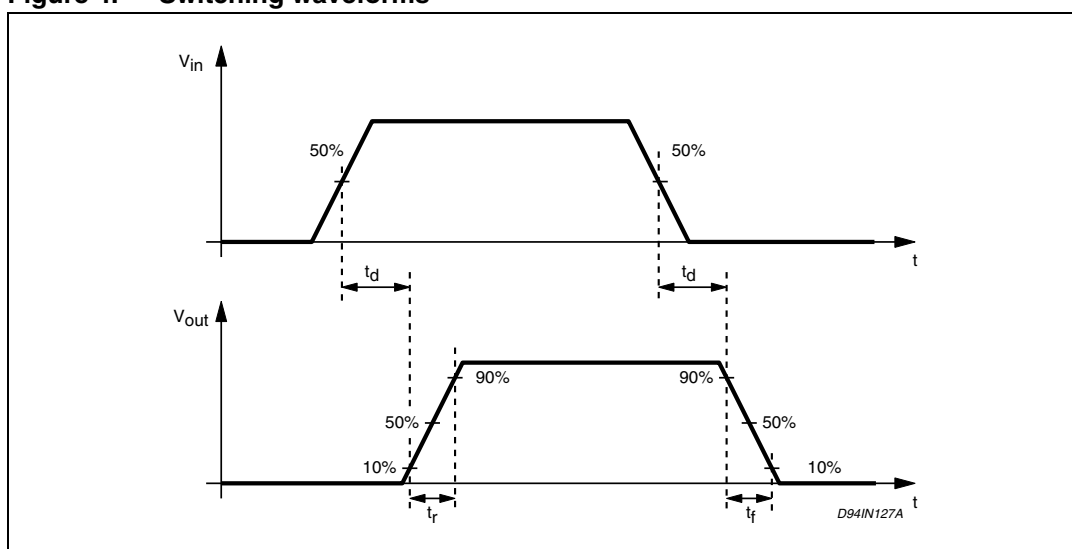 Figure 4. Switching waveforms
Vin
50%
50%
t
td
td
Vout
90%
90%
50%
50%
10%
10%
t
tr
tf
D94IN127A